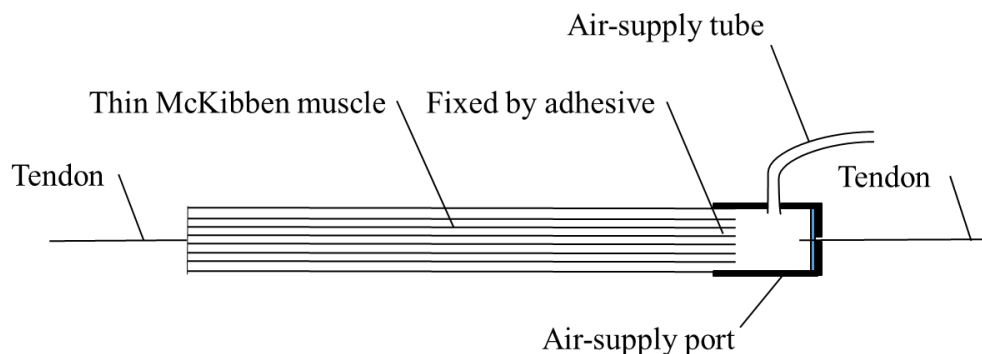 Air-supply tube
Thin McKibben muscle
Fixed by adhesive
Tendon
Tendon
Air-supply port